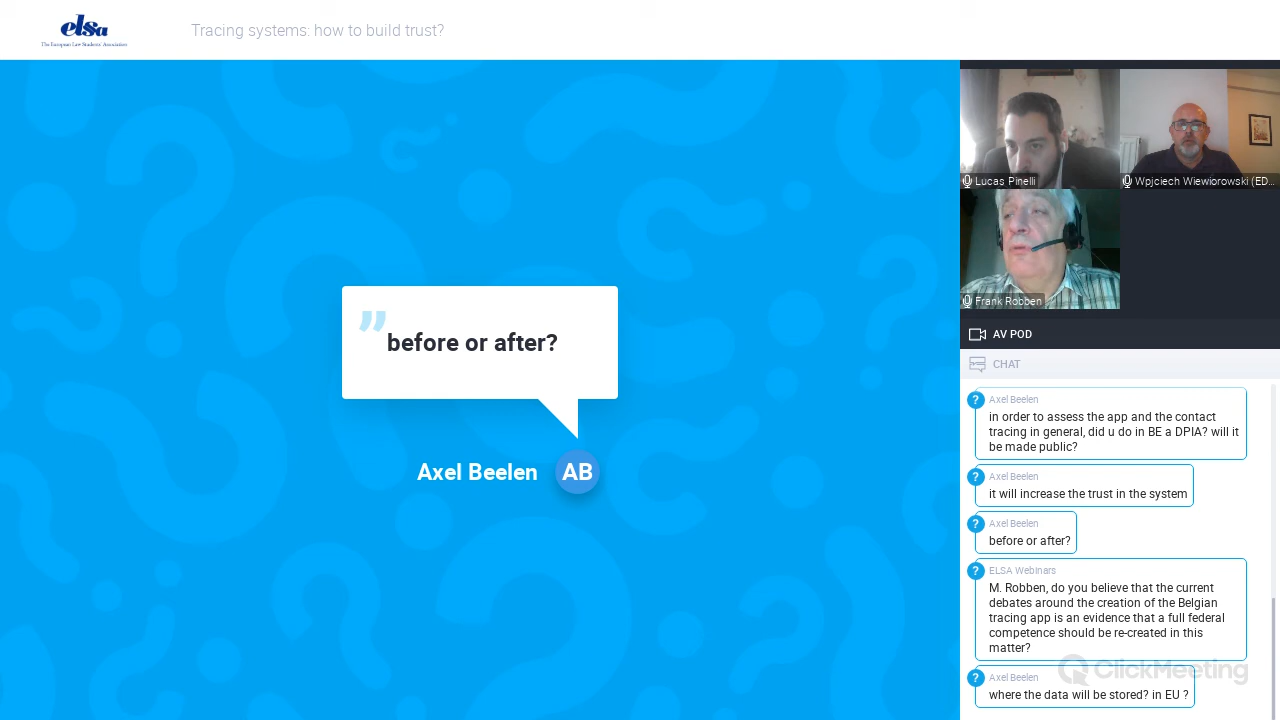 elsa
The European Law Students' Association
Tracing systems: how to build trust?
”
before or after?
Axel Beelen
AB
Lucas Pinelli
Wpjciech Wiewiorowski (ED...
Frank Robben
AV POD
CHAT
?
Axel Beelen
in order to assess the app and the contact
tracing in general, did u do in BE a DPIA? will it
be made public?
?
Axel Beelen
it will increase the trust in the system
?
Axel Beelen
before or after?
?
ELSA Webinars
M. Robben, do you believe that the current
debates around the creation of the Belgian
tracing app is an evidence that a full federal
competence should be re-created in this
matter?
ClickMeeting
?
Axel Beelen
where the data will be stored? in EU ?